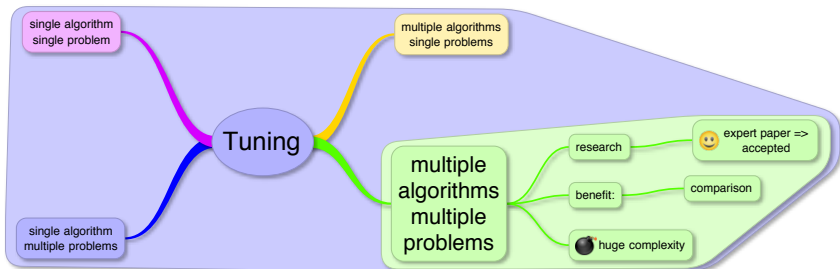 single algorithm
single problem
multiple algorithms
single problems
Tuning
single algorithm
multiple problems
multiple
algorithms
multiple
problems
research
expert paper =>
accepted
benefit:
comparison
huge complexity